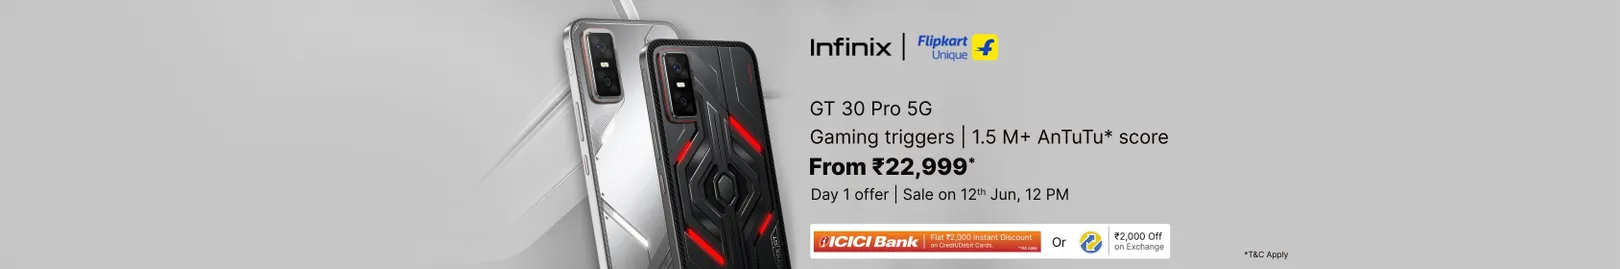 Infinix | Flipkart
Unique
GT 30 Pro 5G
Gaming triggers | 1.5 M+ AnTuTu* score
From ₹22,999*
Day 1 offer | Sale on 12th Jun, 12 PM
ICICI Bank | Flat ₹2,000 Instant Discount
on Credit/Debit Cards.
Or
₹2,000 Off
on Exchange
*T&C Apply